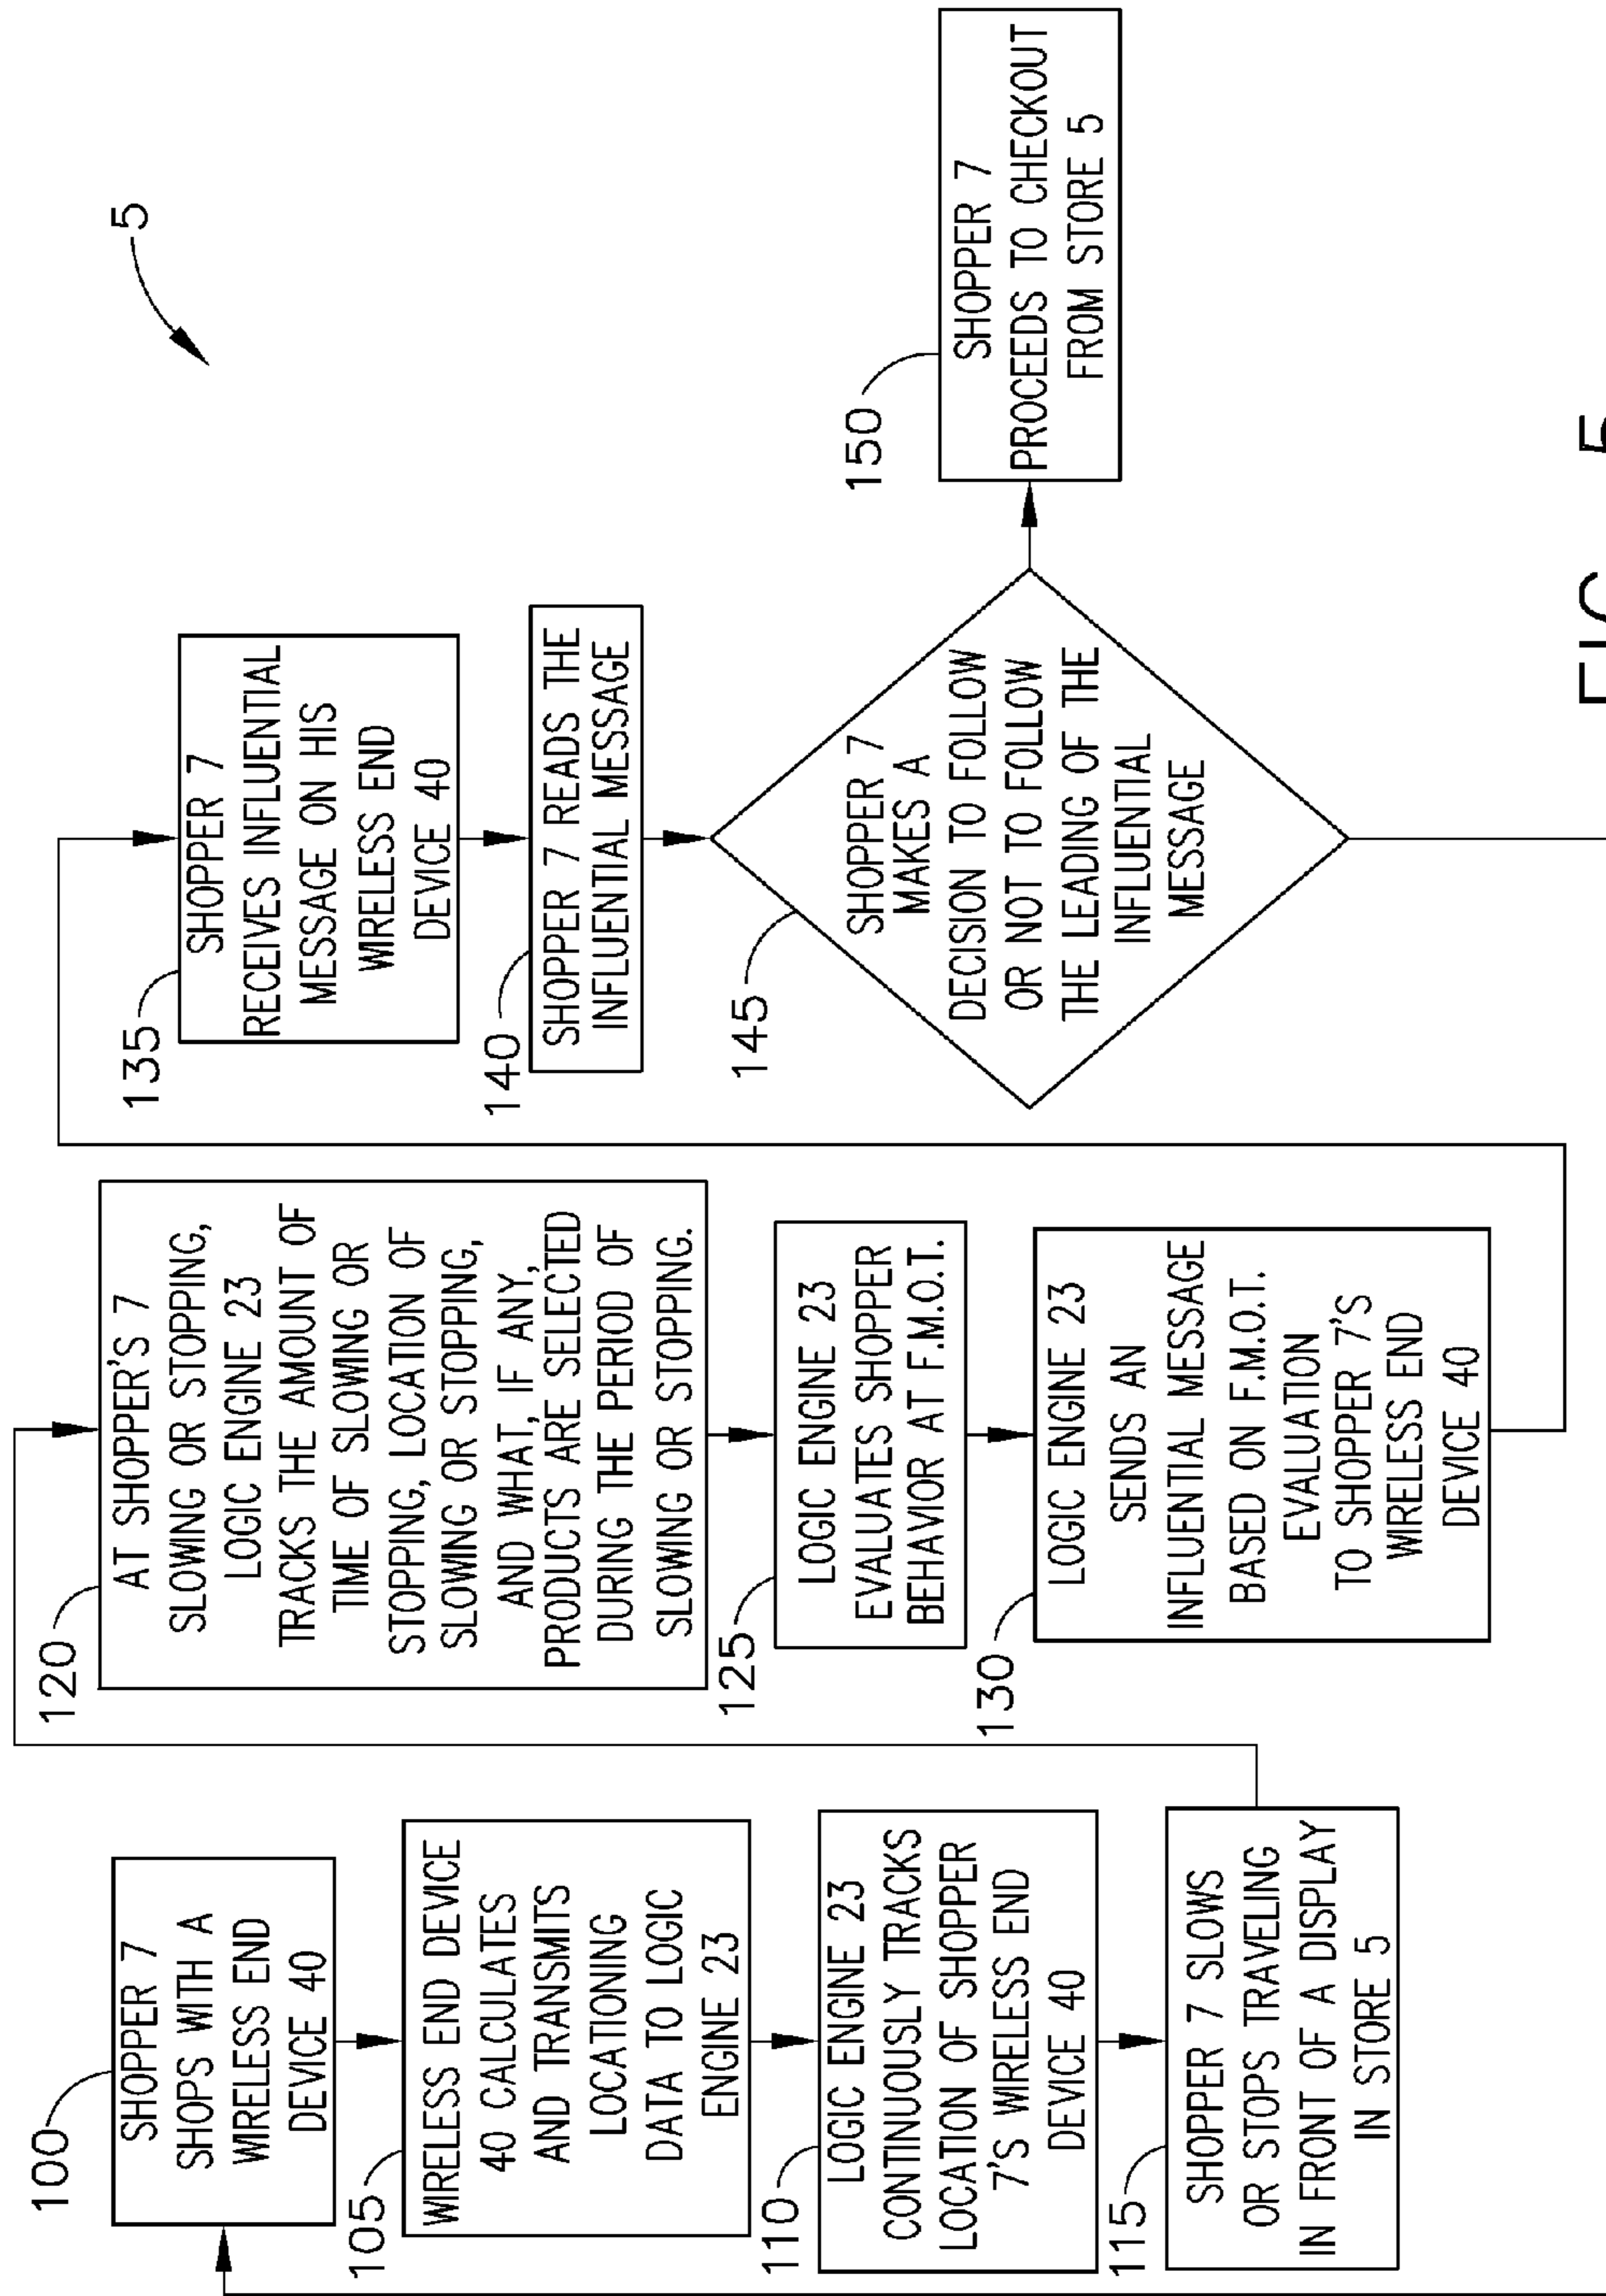 5
100
SHOPPER 7
SHOPS WITH A
WIRELESS END
DEVICE 40
105
WIRELESS END DEVICE
40 CALCULATES
AND TRANSMITS
LOCATIONING
DATA TO LOGIC
ENGINE 23
110
LOGIC ENGINE 23
CONTINUOUSLY TRACKS
LOCATION OF SHOPPER
7'S WIRELESS END
DEVICE 40
115
SHOPPER 7 SLOWS
OR STOPS TRAVELING
IN FRONT OF A DISPLAY
IN STORE 5
120
AT SHOPPER'S 7
SLOWING OR STOPPING,
LOGIC ENGINE 23
TRACKS THE AMOUNT OF
TIME OF SLOWING OR
STOPPING, LOCATION OF
SLOWING OR STOPPING,
AND WHAT, IF ANY,
PRODUCTS ARE SELECTED
DURING THE PERIOD OF
SLOWING OR STOPPING.
125
LOGIC ENGINE 23
EVALUATES SHOPPER
BEHAVIOR AT F.M.O.T.
130
LOGIC ENGINE 23
SENDS AN
INFLUENTIAL MESSAGE
BASED ON F.M.O.T.
EVALUATION
TO SHOPPER 7'S
WIRELESS END
DEVICE 40
135
SHOPPER 7
RECEIVES INFLUENTIAL
MESSAGE ON HIS
WIRELESS END
DEVICE 40
140
SHOPPER 7 READS THE
INFLUENTIAL MESSAGE
145
SHOPPER 7
MAKES A
DECISION TO FOLLOW
OR NOT TO FOLLOW
THE LEADING OF THE
INFLUENTIAL
MESSAGE
150
SHOPPER 7
PROCEEDS TO CHECKOUT
FROM STORE 5